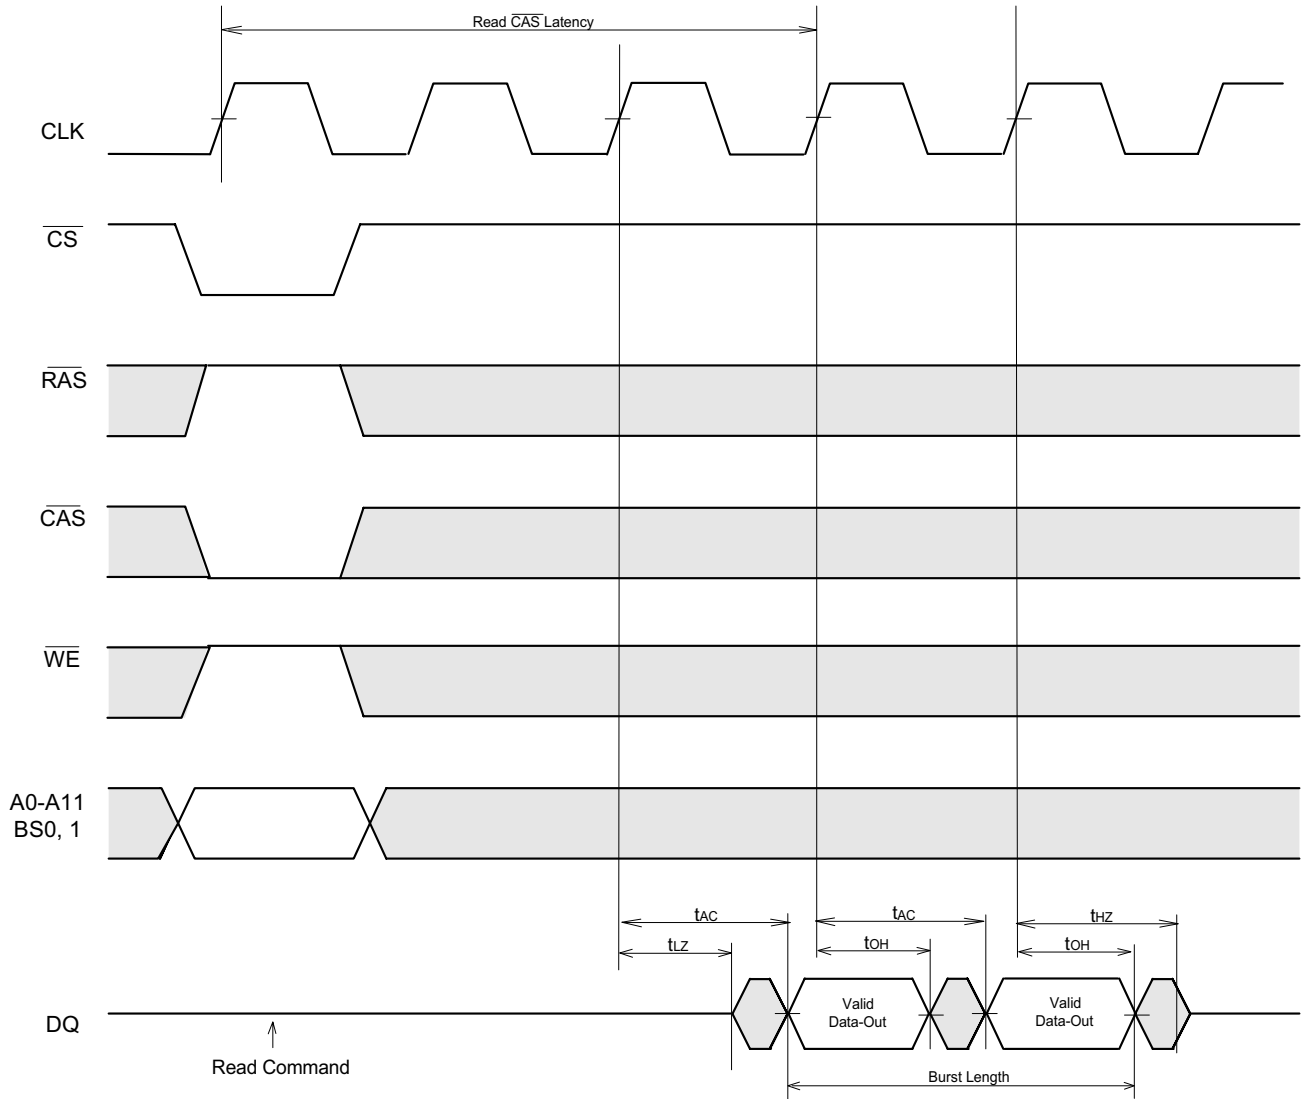 Read CAS Latency
CLK
CS
RAS
CAS
WE
A0-A11
BS0, 1
tAC
tAC
tHZ
tLZ
tOH
tOH
DQ
Valid
Data-Out
Valid
Data-Out
Read Command
Burst Length